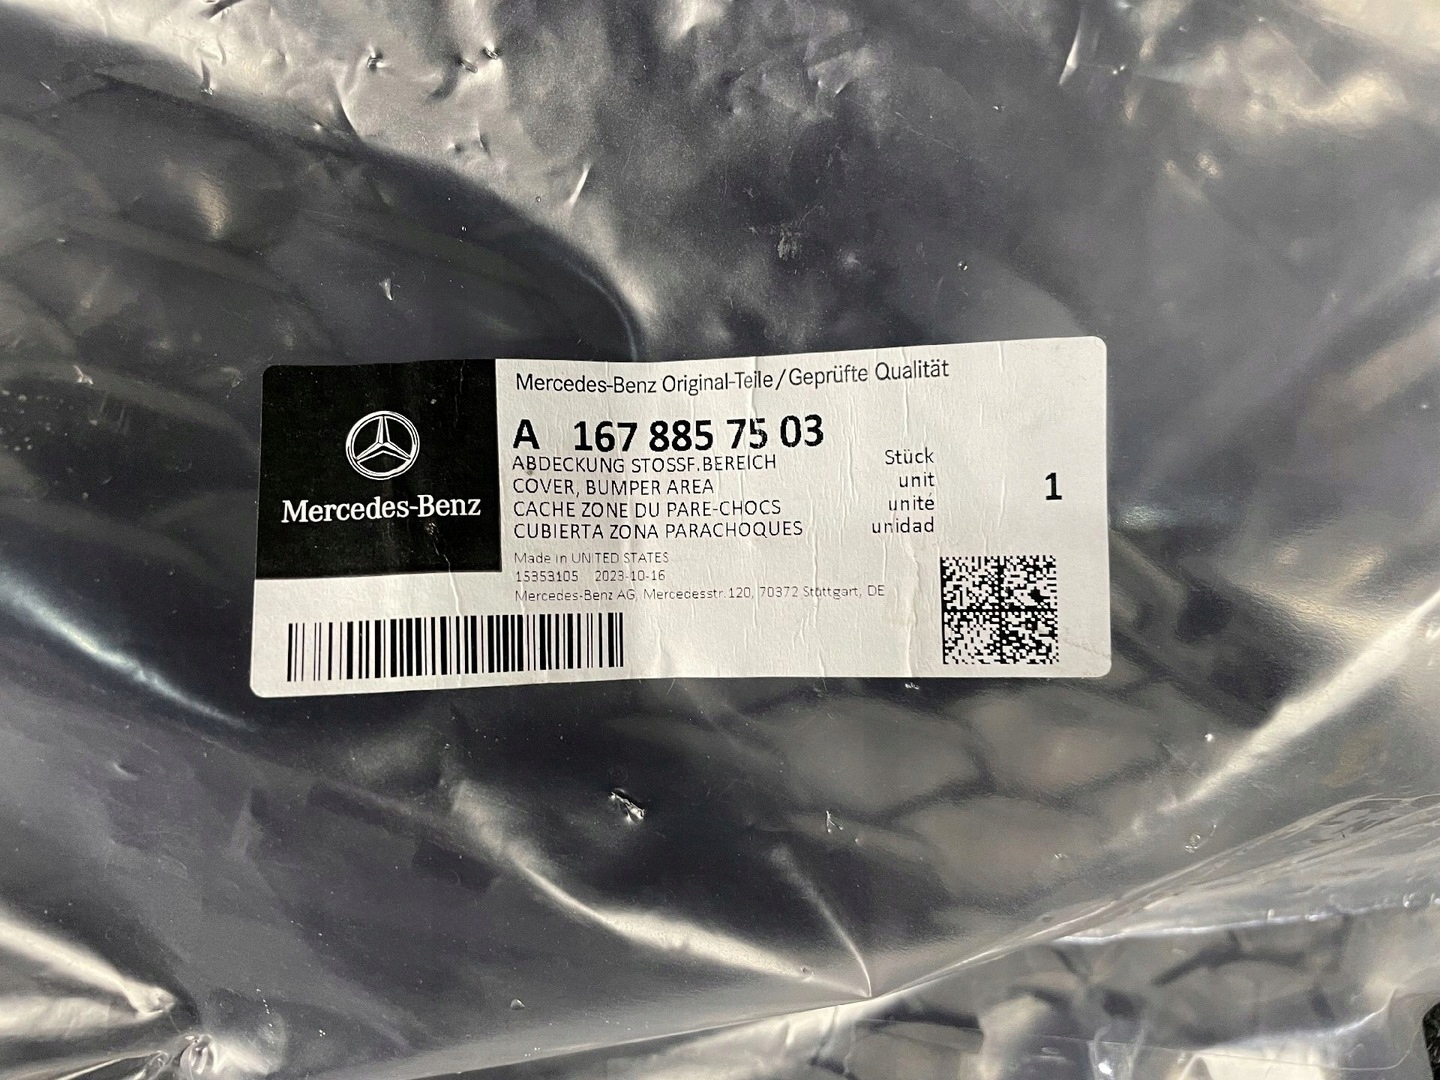 Mercedes-Benz
Mercedes-Benz Original-Teile/Geprüfte Qualität
A 167 885 75 03
ABDECKUNG STOSSF.BEREICH Stück
COVER, BUMPER AREA unit
CACHE ZONE DU PARE-CHOCS unité
CUBIERTA ZONA PARACHOQUES unidad
1
Made in UNITED STATES
15353105 2023-10-16
Mercedes-Benz AG, Mercedesstr.120, 70372 Stuttgart, DE